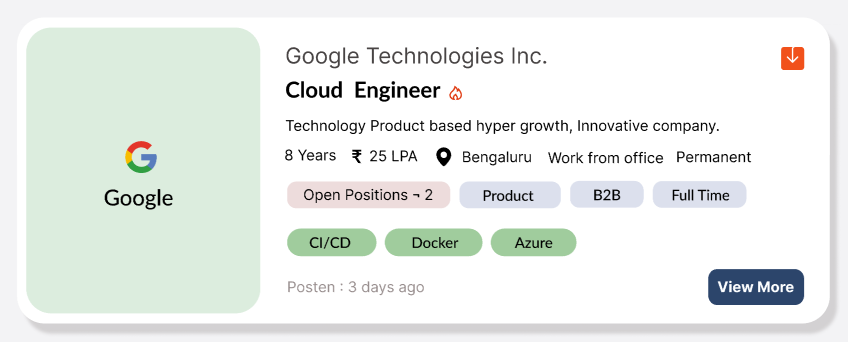 Google
Google Technologies Inc.
Cloud Engineer
Technology Product based hyper growth, Innovative company.
8 Years ₹ 25 LPA Bengaluru Work from office Permanent
Open Positions ¬ 2 Product B2B Full Time
CI/CD Docker Azure
Posten : 3 days ago
View More